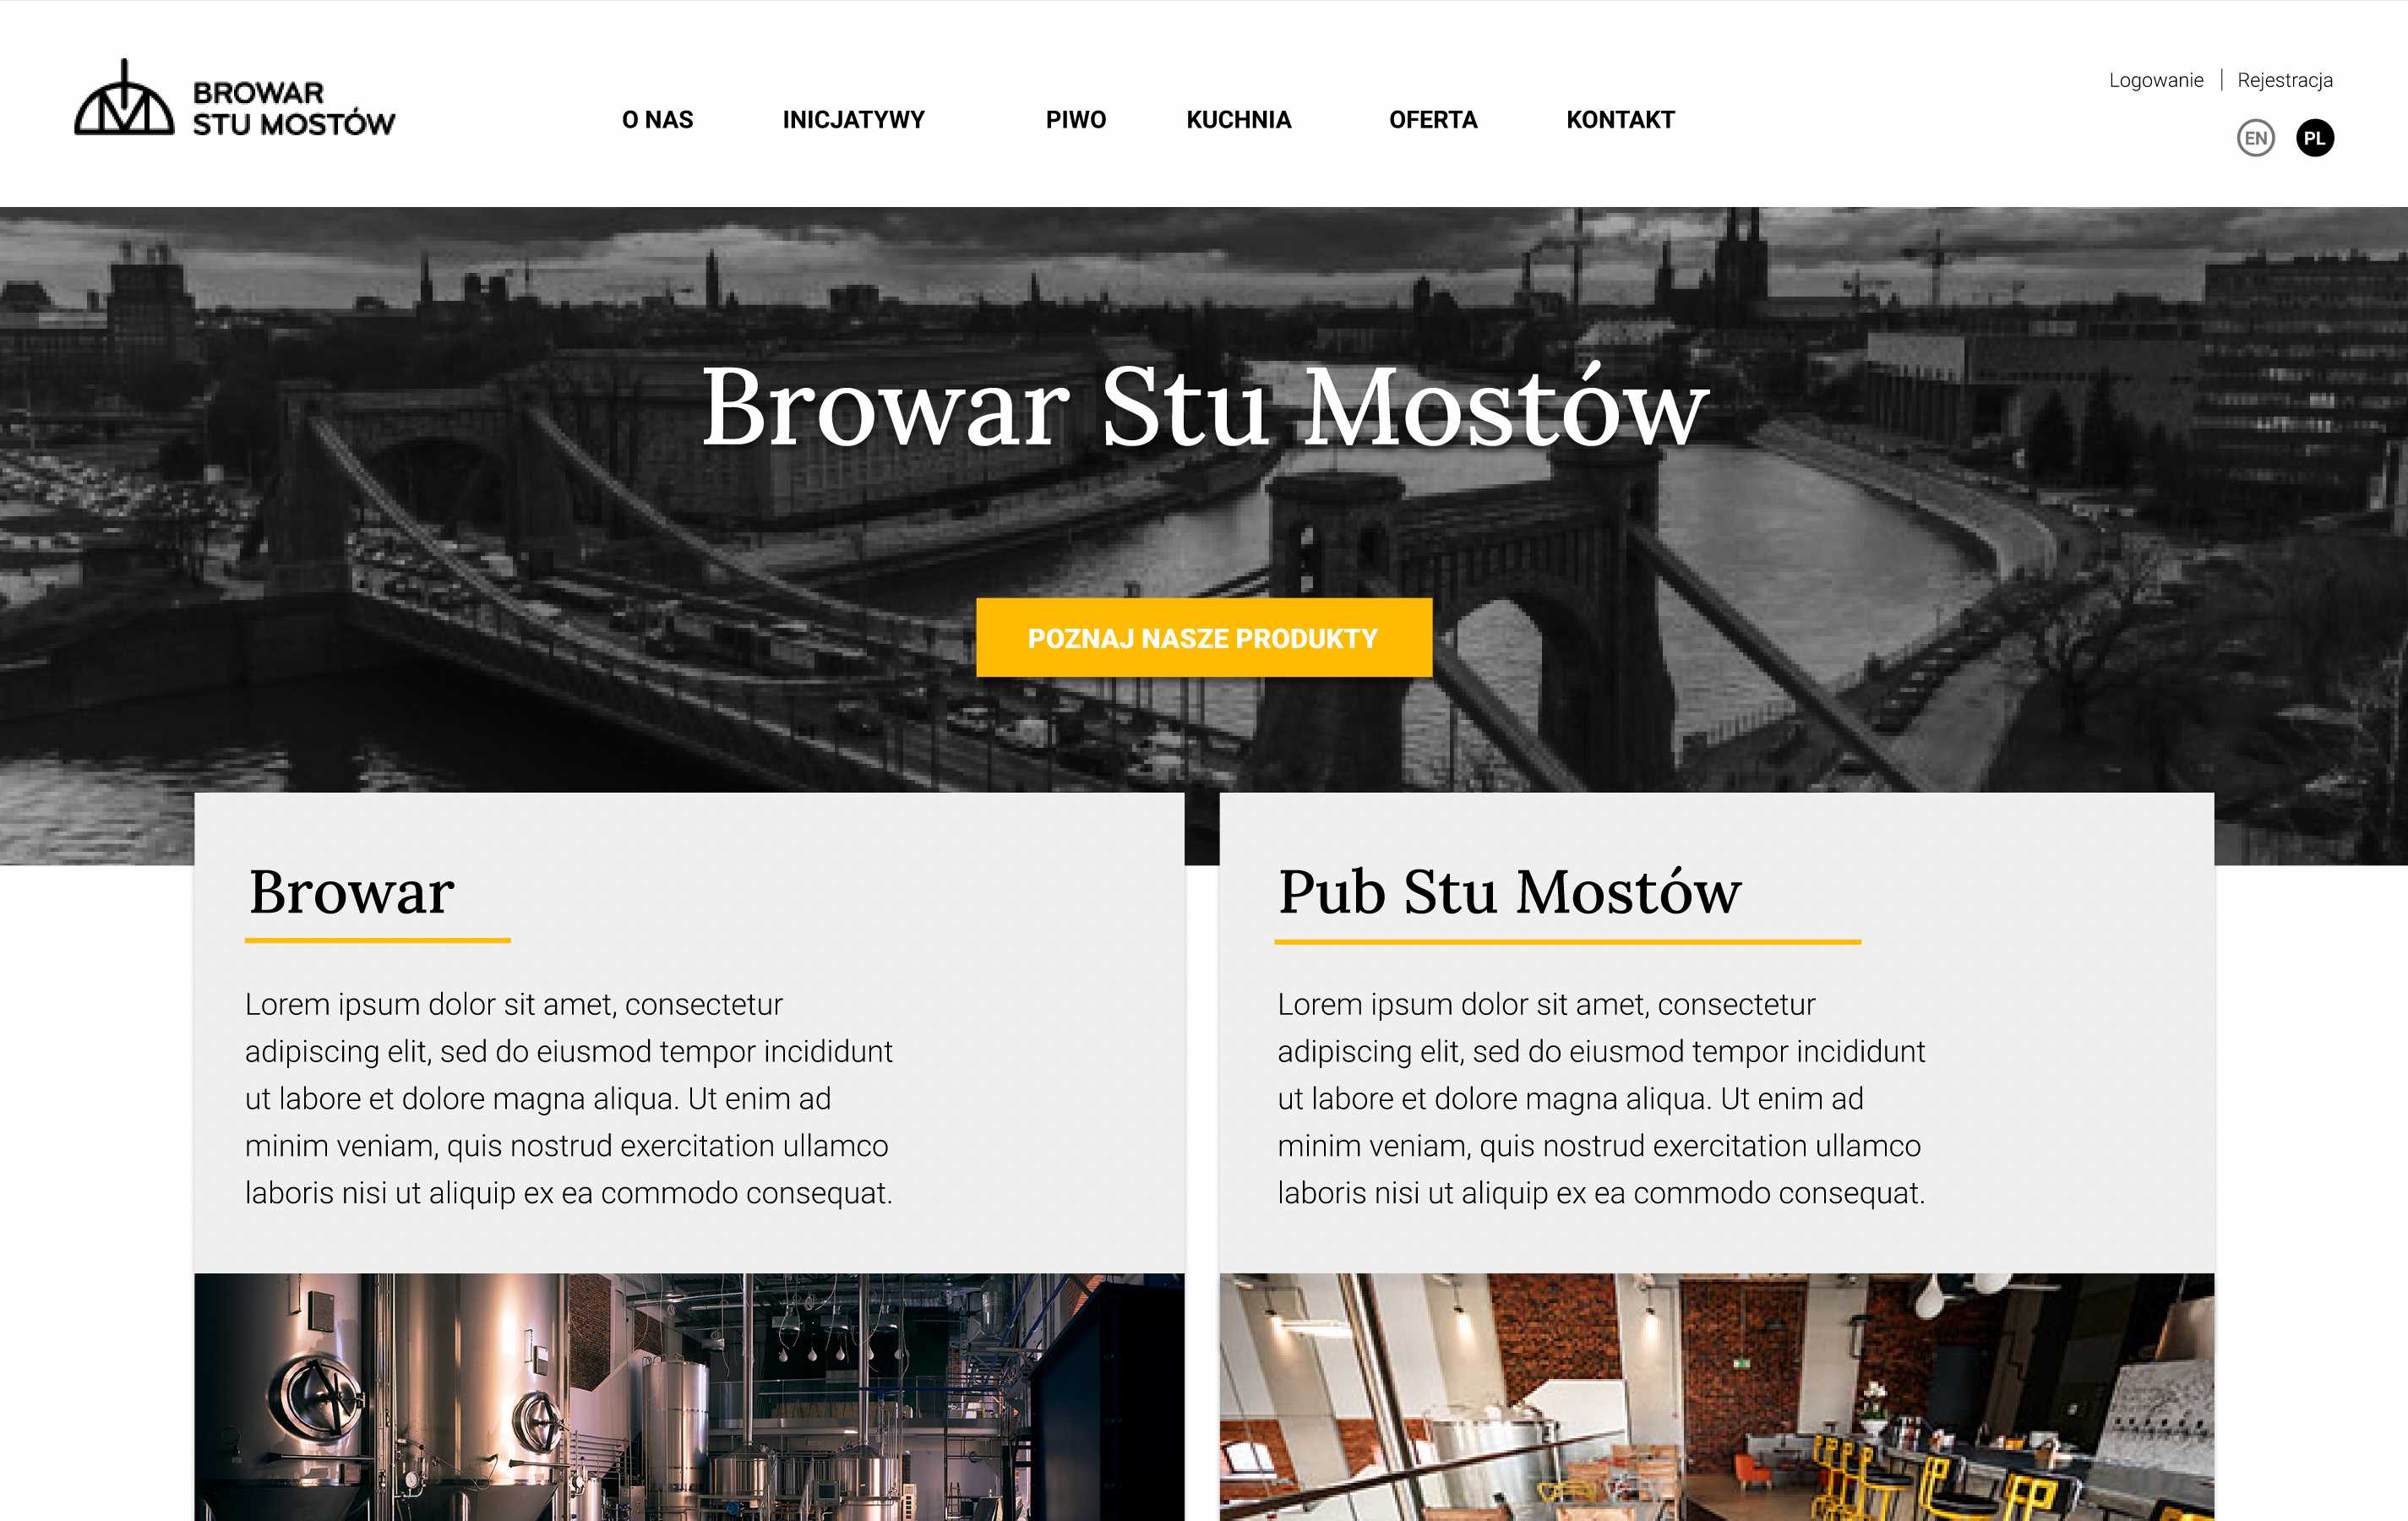 BROWAR
STU MOSTÓW
O NAS
INICJATYWY
PIWO
KUCHNIA
OFERTA
KONTAKT
Logowanie | Rejestracja
EN
PL
Browar Stu Mostów
POZNAJ NASZE PRODUKTY
Browar
Lorem ipsum dolor sit amet, consectetur
adipiscing elit, sed do eiusmod tempor incididunt
ut labore et dolore magna aliqua. Ut enim ad
minim veniam, quis nostrud exercitation ullamco
laboris nisi ut aliquip ex ea commodo consequat.
Pub Stu Mostów
Lorem ipsum dolor sit amet, consectetur
adipiscing elit, sed do eiusmod tempor incididunt
ut labore et dolore magna aliqua. Ut enim ad
minim veniam, quis nostrud exercitation ullamco
laboris nisi ut aliquip ex ea commodo consequat.